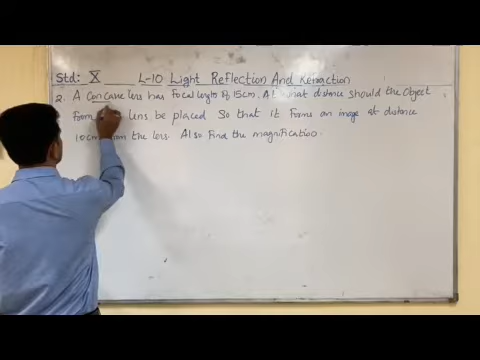 Std: X L-10 Light Reflection And Refraction
2. A Concave lens has Focal length of 15cm. At what distance should the Object
From lens be placed So that it Forms an image at distance
10cm from the lens. Also Find the magnification.